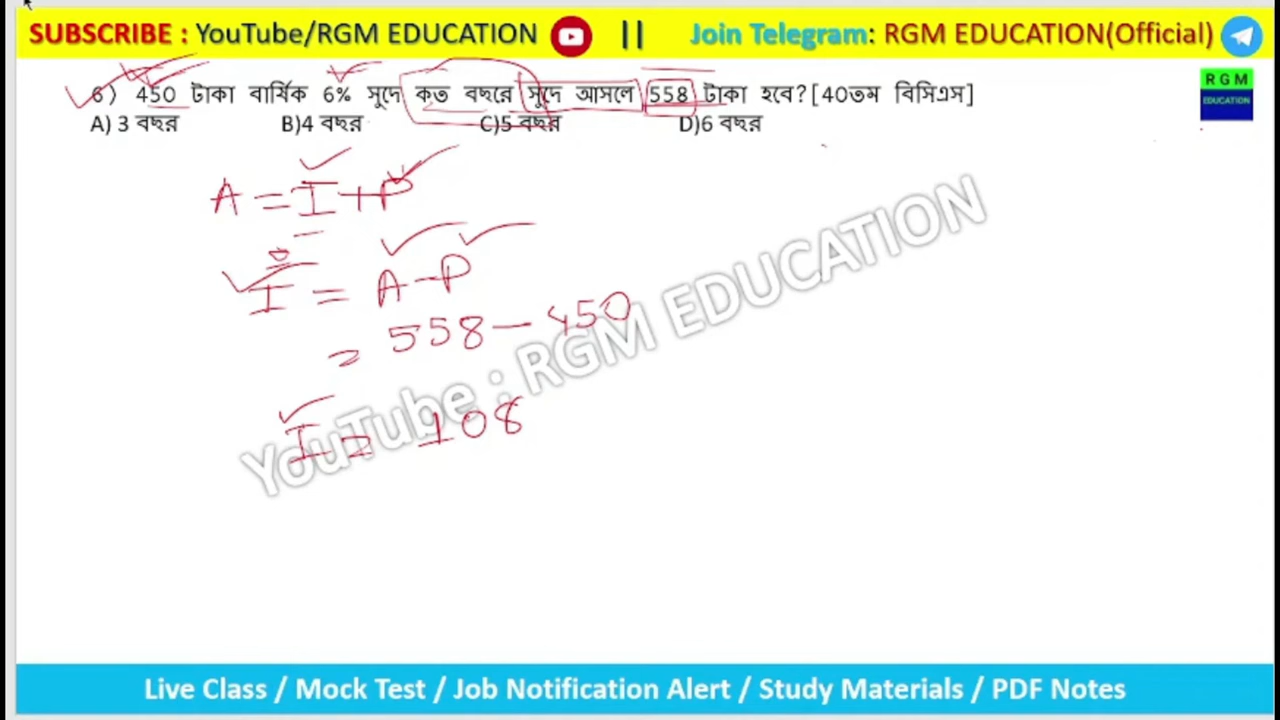 SUBSCRIBE : YouTube/RGM EDUCATION || Join Telegram: RGM EDUCATION(Official)
RGM
EDUCATION
6) 450 টাকা বার্ষিক 6% সুদে কত বছরে সুদে আসলে 558 টাকা হবে?[40তম বিসিএস]
A) 3 বছর B)4 বছর C)5 বছর D)6 বছর
A = I + P
I = A - P
= 558 - 450
I = 108
YouTube : RGM EDUCATION
Live Class / Mock Test / Job Notification Alert / Study Materials / PDF Notes